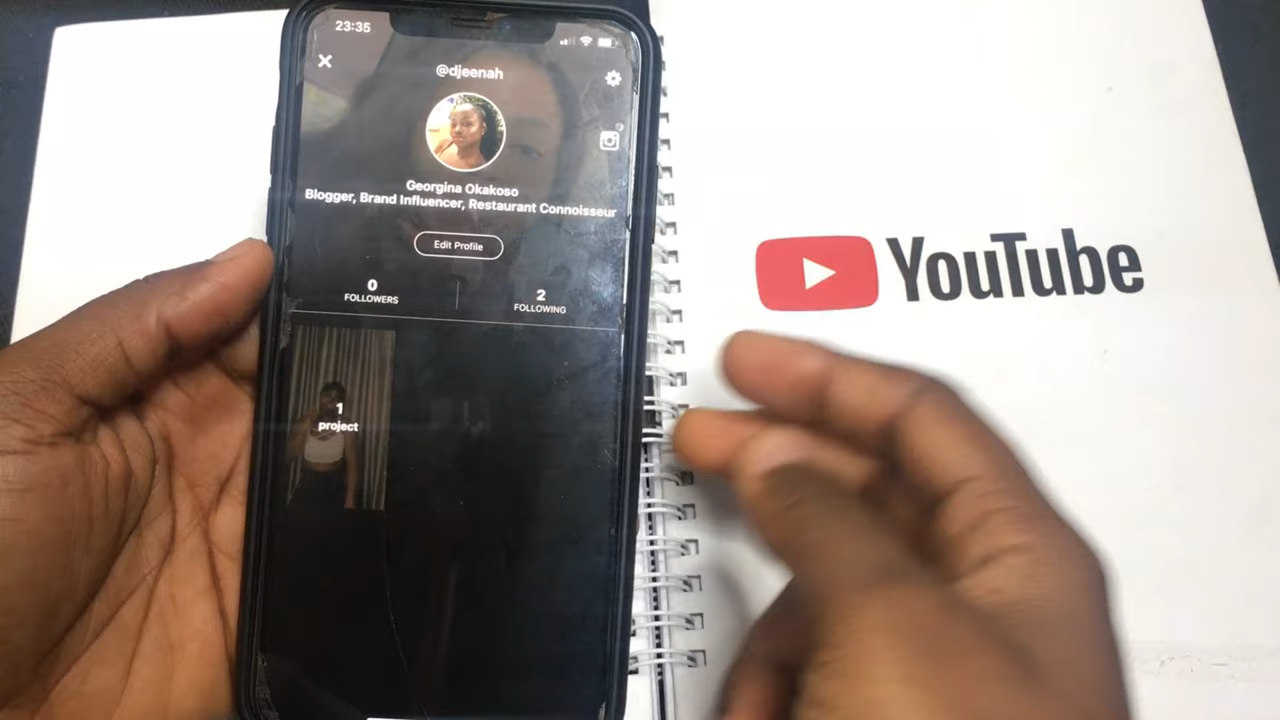 23:35
@djeenah
Georgina Okakoso
Blogger, Brand Influencer, Restaurant Connoisseur
Edit Profile
0
FOLLOWERS
2
FOLLOWING
1
project
YouTube